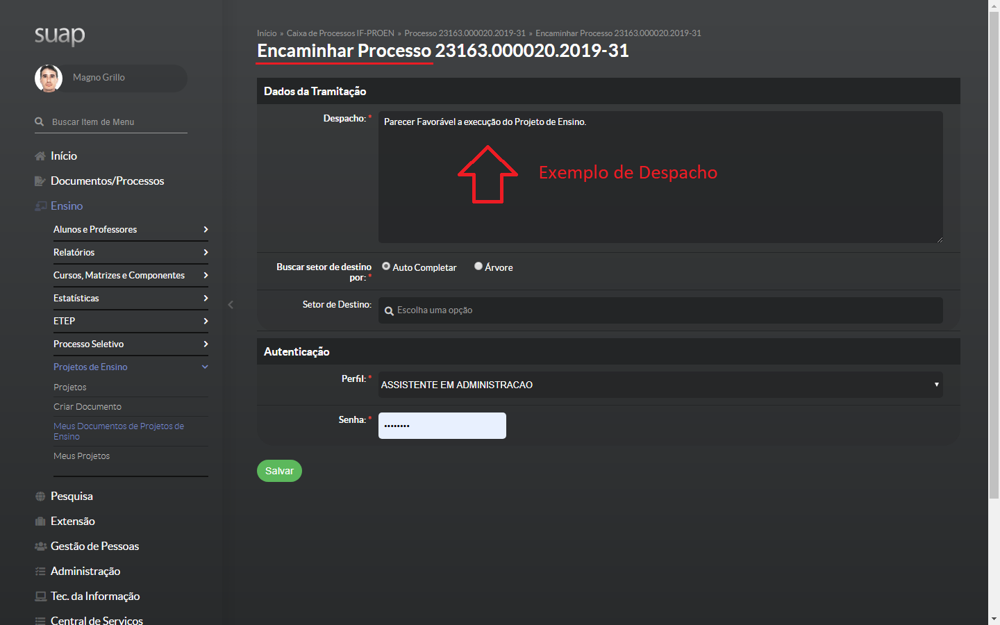 suap
Magno Grillo
Buscar Item de Menu
Início
Documentos/Processos
Ensino
Alunos e Professores
Relatórios
Cursos, Matrizes e Componentes
Estatísticas
ETEP
Processo Seletivo
Projetos de Ensino
Projetos
Criar Documento
Meus Documentos de Projetos de
Ensino
Meus Projetos
Pesquisa
Extensão
Gestão de Pessoas
Administração
Tec. da Informação
Central de Serviços
Início » Caixa de Processos IF-PROEN » Processo 23163.000020.2019-31 » Encaminhar Processo 23163.000020.2019-31
Encaminhar Processo 23163.000020.2019-31
Dados da Tramitação
Despacho: *
Parecer Favorável a execução do Projeto de Ensino.
Exemplo de Despacho
Buscar setor de destino
por: *
Auto Completar
Árvore
Setor de Destino:
Escolha uma opção
Autenticação
Perfil: *
ASSISTENTE EM ADMINISTRACAO
Senha: *
••••••••
Salvar